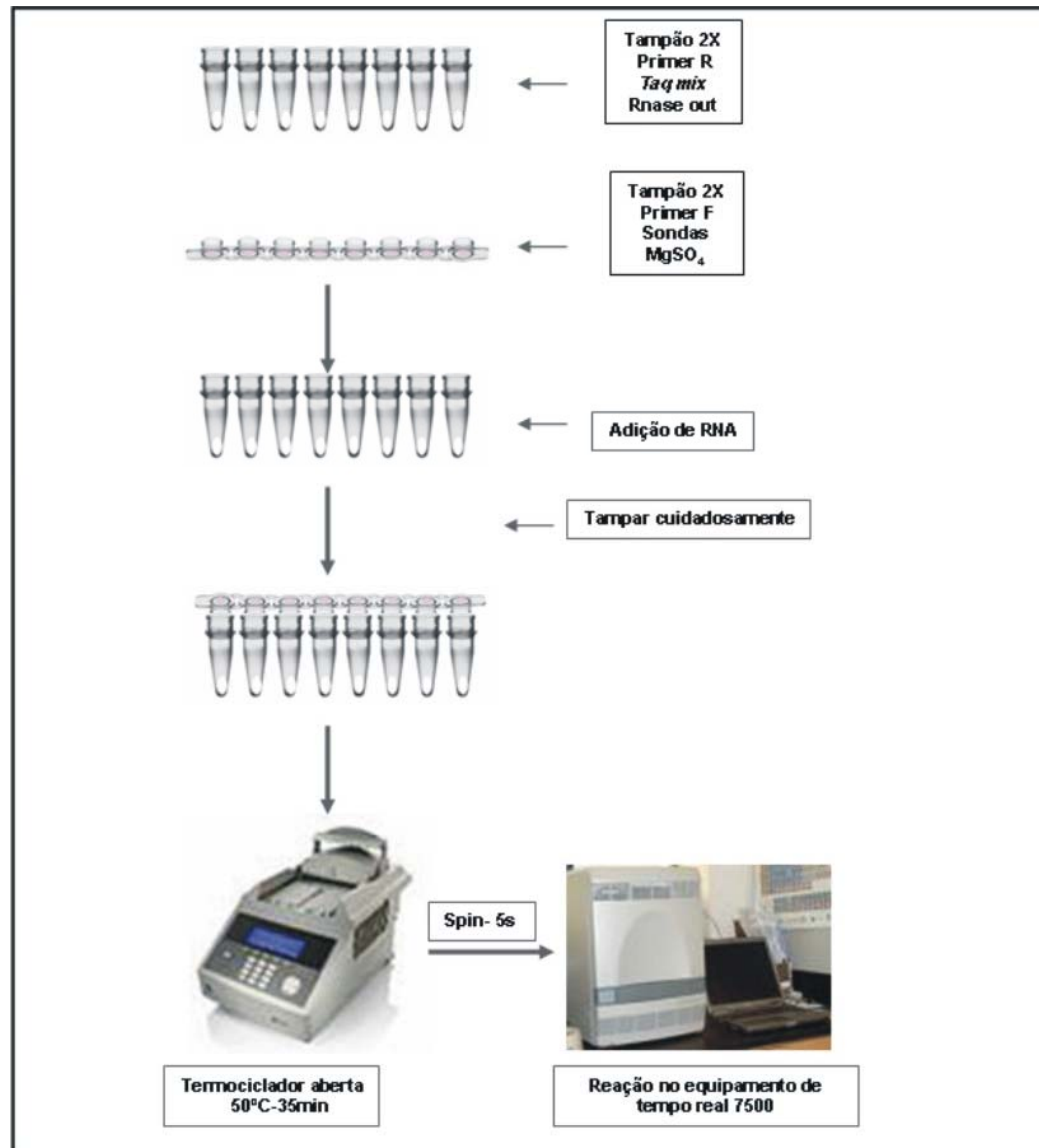 Tampão 2X
Primer R
Taq mix
Rnase out
Tampão 2X
Primer F
Sondas
MgSO4
Adição de RNA
Tampar cuidadosamente
Spin- 5s
Termociclador aberta
50ºC-35min
Reação no equipamento de
tempo real 7500